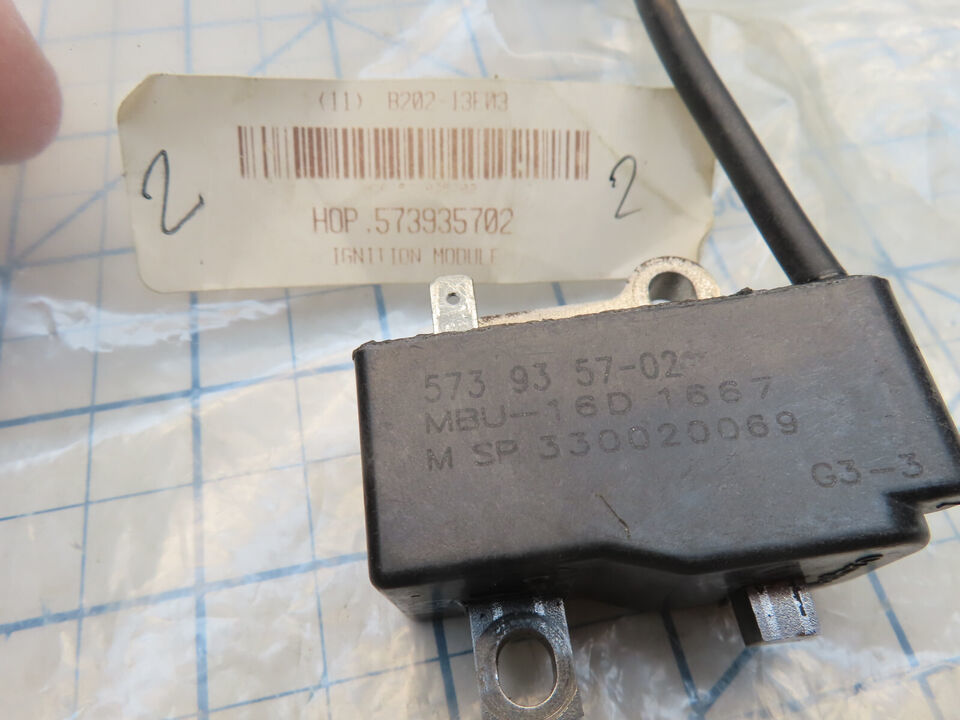 (11) B202-13F03
2
2
HOP.573935702
IGNITION MODULE
573 93 57-02
MBU-16D 1667
M SP 330020069
G3-3